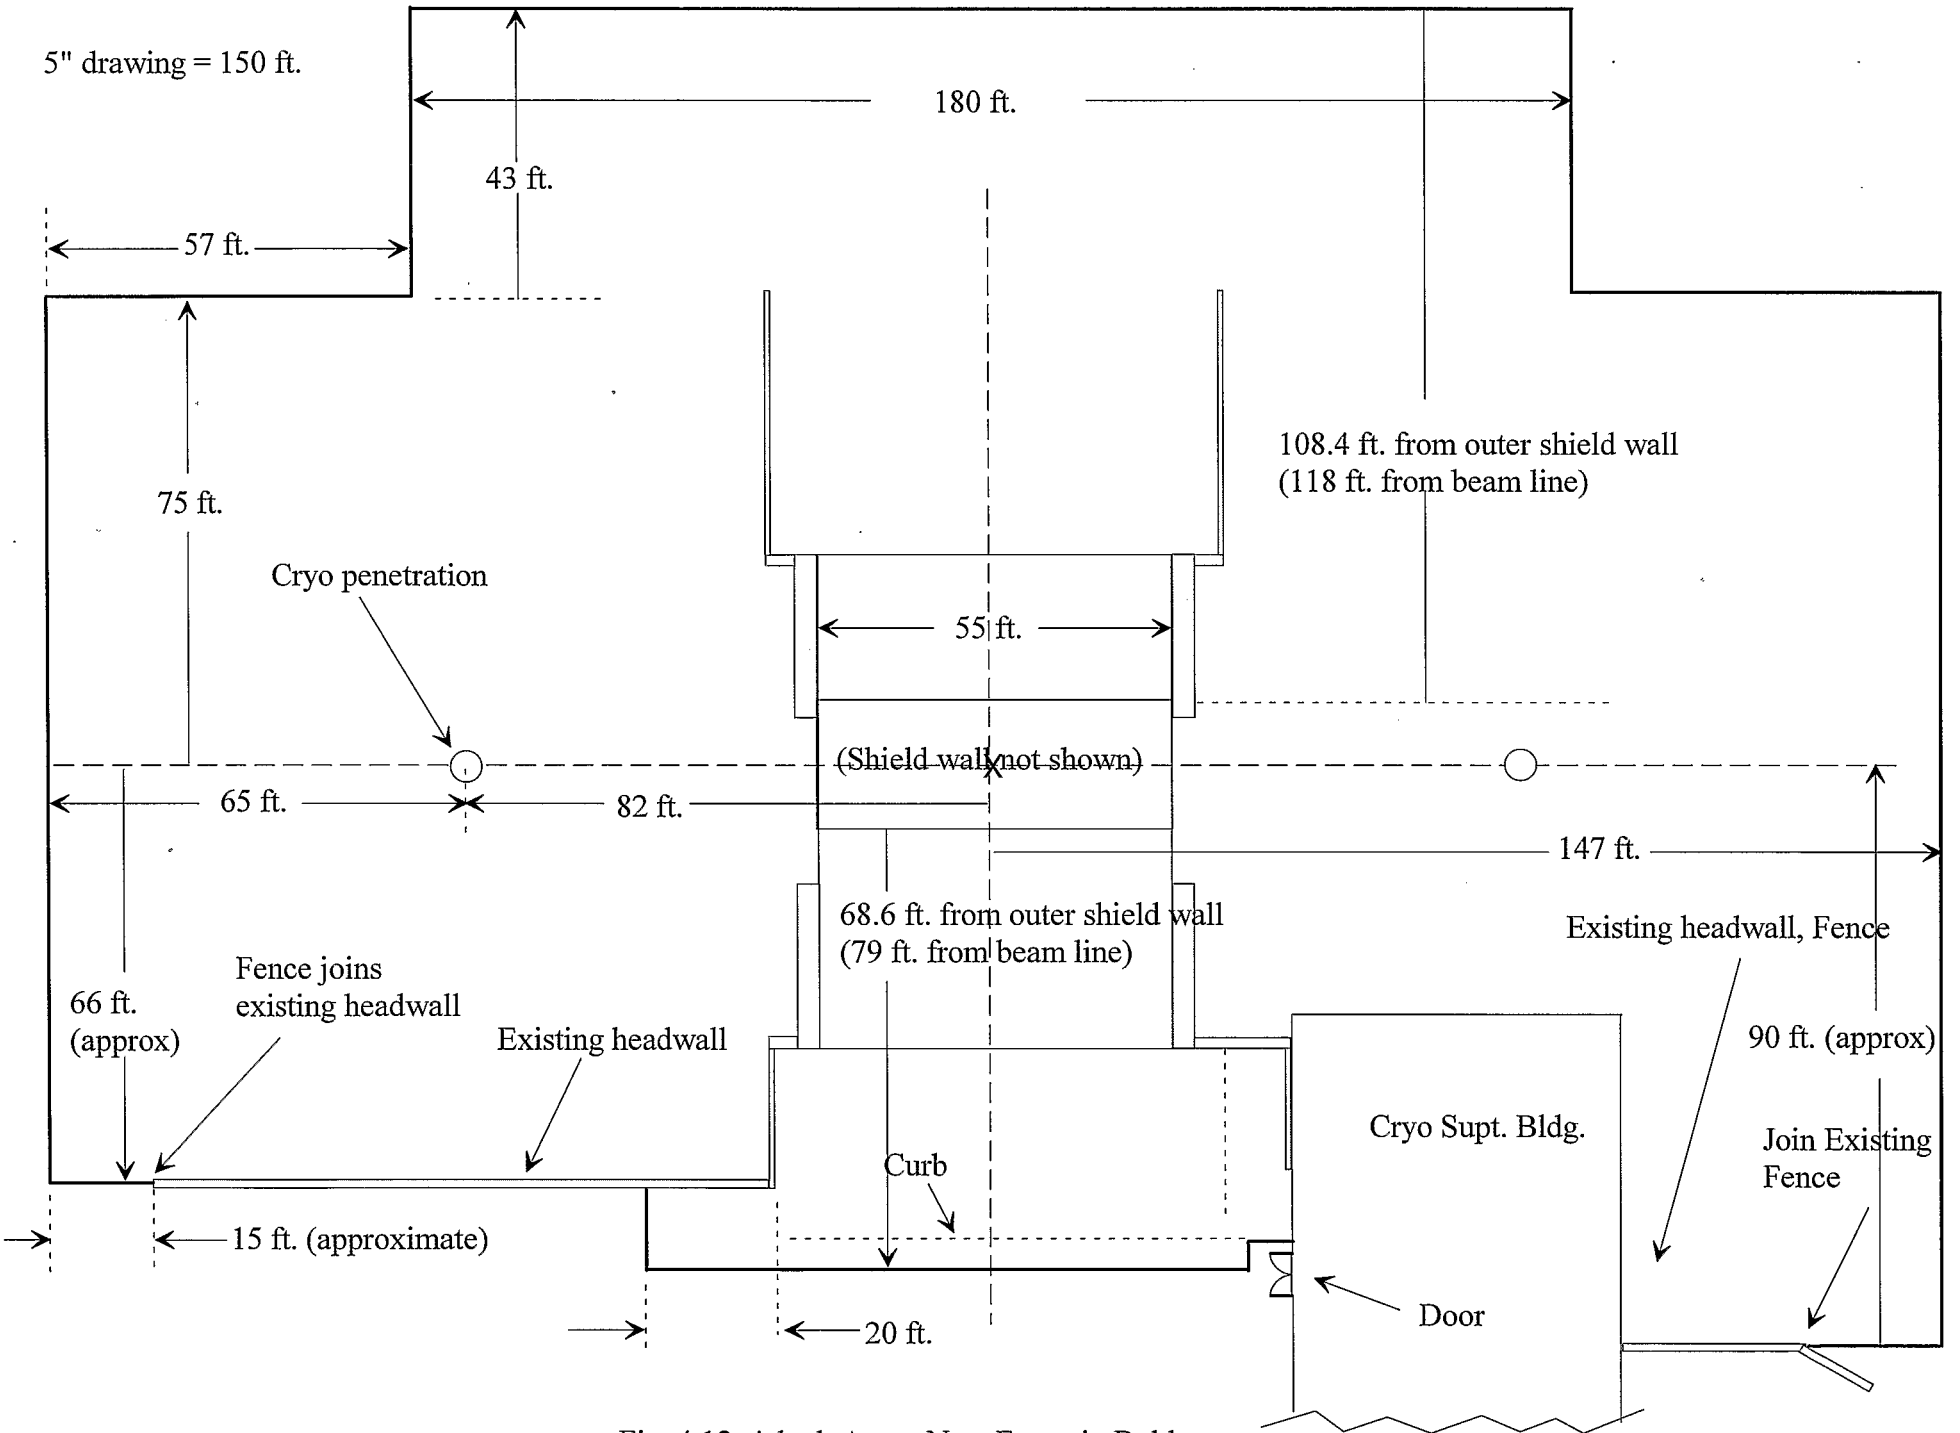 5" drawing = 150 ft.
180 ft.
43 ft.
57 ft.
108.4 ft. from outer shield wall
(118 ft. from beam line)
75 ft.
Cryo penetration
55 ft.
(Shield wall not shown)
X
65 ft.
82 ft.
147 ft.
68.6 ft. from outer shield wall
(79 ft. from beam line)
Existing headwall, Fence
Fence joins
existing headwall
66 ft.
(approx)
Existing headwall
90 ft. (approx)
Cryo Supt. Bldg.
Join Existing
Fence
Curb
15 ft. (approximate)
Door
20 ft.